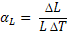 α_L = ΔL / (L ΔT)